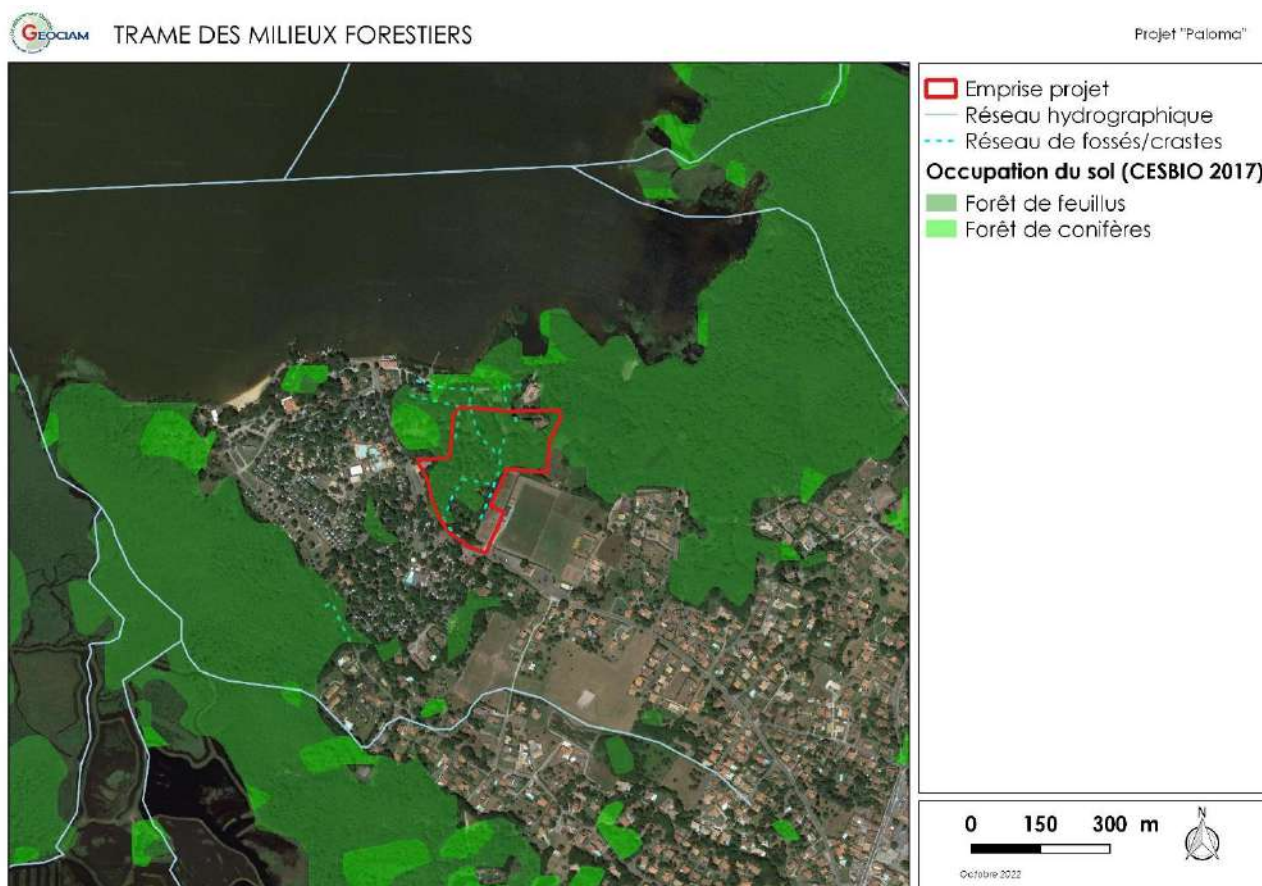 GEOCIAM
TRAME DES MILIEUX FORESTIERS
Projet "Paloma"
Emprise projet
Réseau hydrographique
Réseau de fossés/crastes
Occupation du sol (CESBIO 2017)
Forêt de feuillus
Forêt de conifères
0 150 300 m
N
Octobre 2022